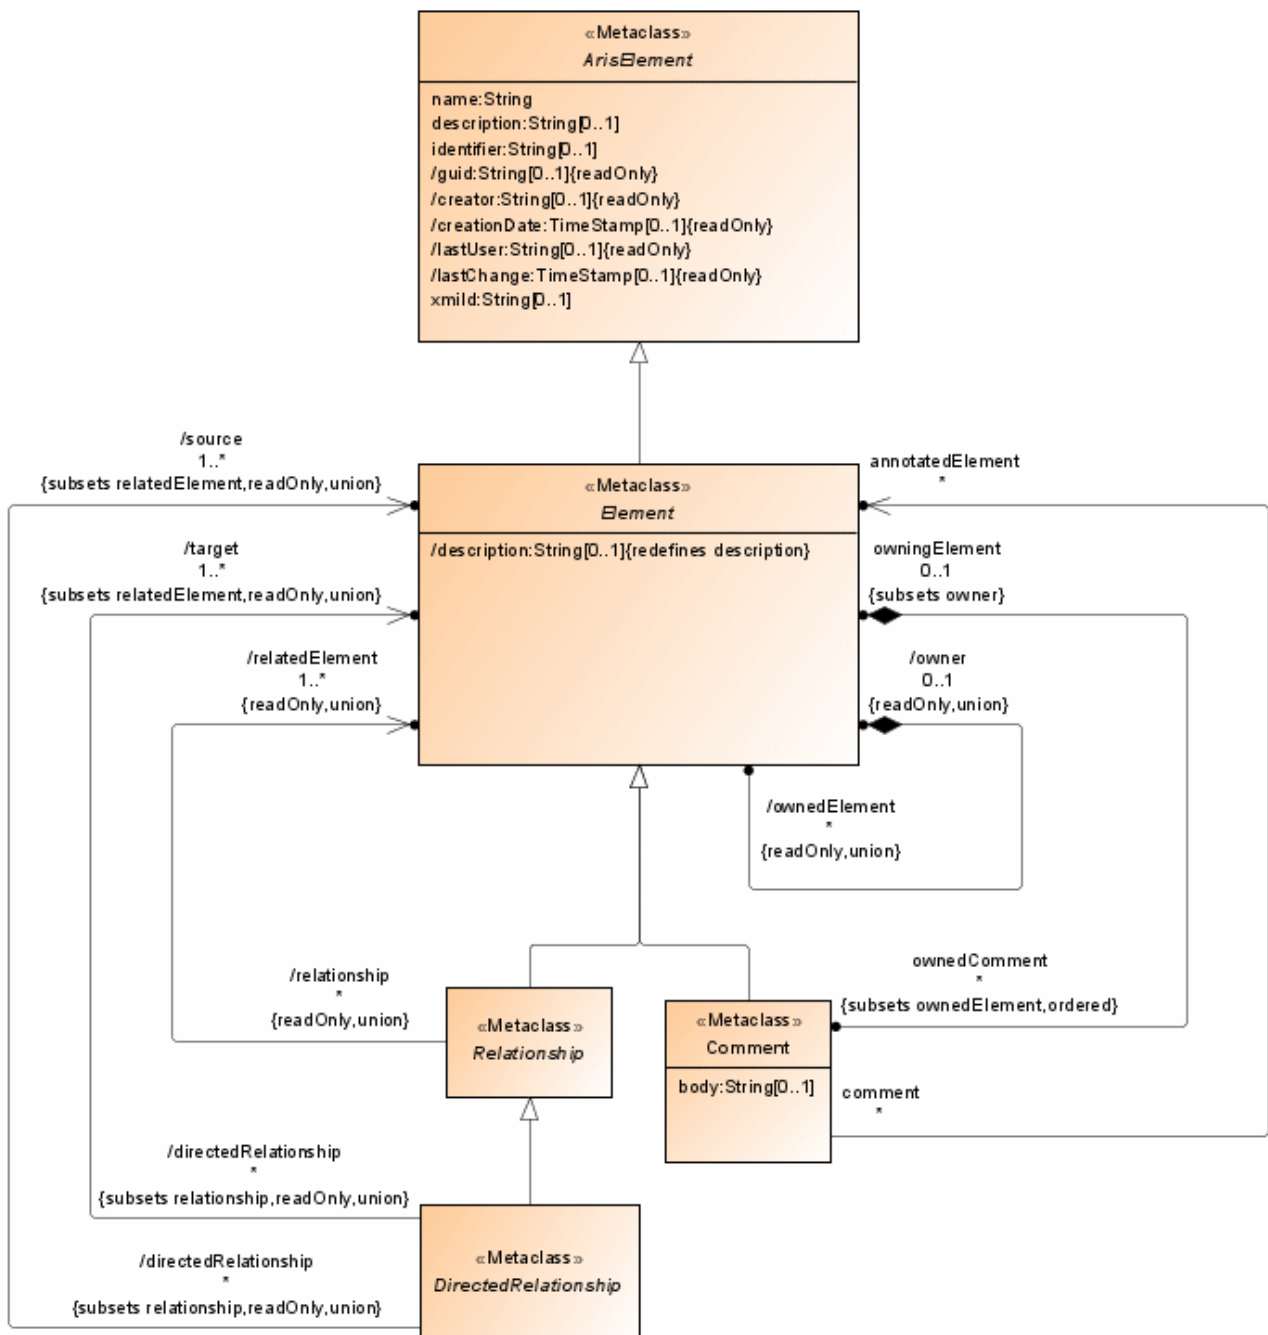 «Metaclass»
ArisElement
name:String
description:String[0..1]
identifier:String[0..1]
/guid:String[0..1]{readOnly}
/creator:String[0..1]{readOnly}
/creationDate:TimeStamp[0..1]{readOnly}
/lastUser:String[0..1]{readOnly}
/lastChange:TimeStamp[0..1]{readOnly}
xmiId:String[0..1]
/source
1..*
{subsets relatedElement,readOnly,union}
/target
1..*
{subsets relatedElement,readOnly,union}
/relatedElement
1..*
{readOnly,union}
«Metaclass»
Element
/description:String[0..1]{redefines description}
annotatedElement
*
owningElement
0..1
{subsets owner}
/owner
0..1
{readOnly,union}
/ownedElement
*
{readOnly,union}
/relationship
*
{readOnly,union}
«Metaclass»
Relationship
«Metaclass»
Comment
body:String[0..1]
ownedComment
*
{subsets ownedElement,ordered}
comment
*
/directedRelationship
*
{subsets relationship,readOnly,union}
/directedRelationship
*
{subsets relationship,readOnly,union}
«Metaclass»
DirectedRelationship